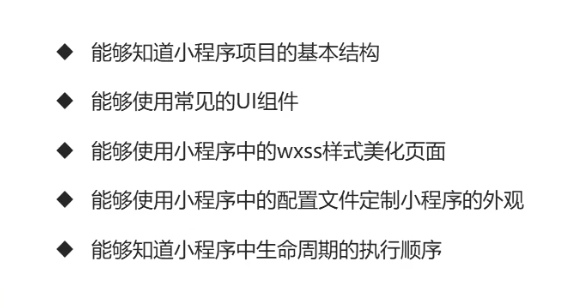 ◆ 能够知道小程序项目的基本结构
◆ 能够使用常见的UI组件
◆ 能够使用小程序中的wxss样式美化页面
◆ 能够使用小程序中的配置文件定制小程序的外观
◆ 能够知道小程序中生命周期的执行顺序